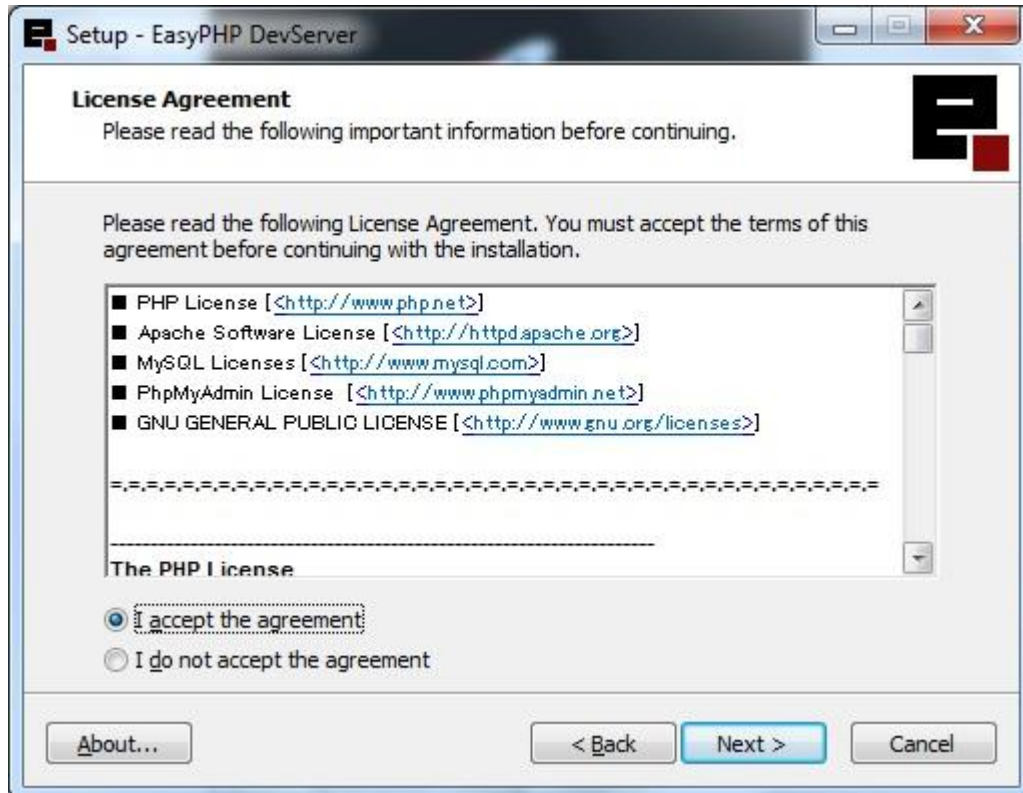 Setup - EasyPHP DevServer
License Agreement
Please read the following important information before continuing.
Please read the following License Agreement. You must accept the terms of this
agreement before continuing with the installation.
■ PHP License [<http://www.php.net>]
■ Apache Software License [<http://httpd.apache.org>]
■ MySQL Licenses [<http://www.mysql.com>]
■ PhpMyAdmin License [<http://www.phpmyadmin.net>]
■ GNU GENERAL PUBLIC LICENSE [<http://www.gnu.org/licenses>]
=.=.=.=.=.=.=.=.=.=.=.=.=.=.=.=.=.=.=.=.=.=.=.=.=.=.=.=.=.=.=.=.=.=.=.=.=.=.=
--------------------------------------------------------------------
The PHP License
I accept the agreement
I do not accept the agreement
About...
< Back
Next >
Cancel